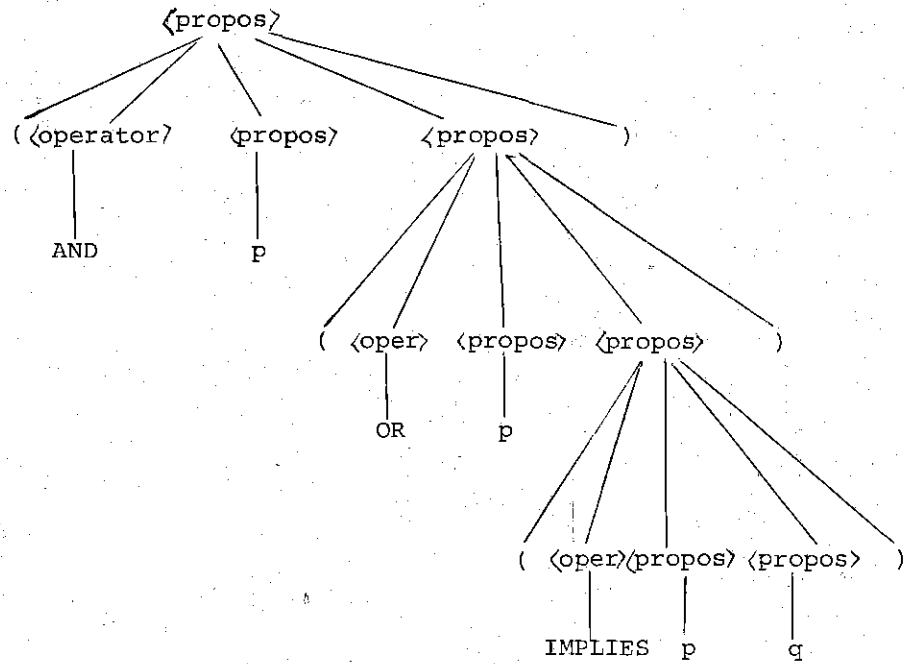 ⟨propos⟩
( ⟨operator⟩ ⟨propos⟩ ⟨propos⟩ )
AND p
( ⟨oper⟩ ⟨propos⟩ ⟨propos⟩ )
OR p
( ⟨oper⟩ ⟨propos⟩ ⟨propos⟩ )
IMPLIES p q